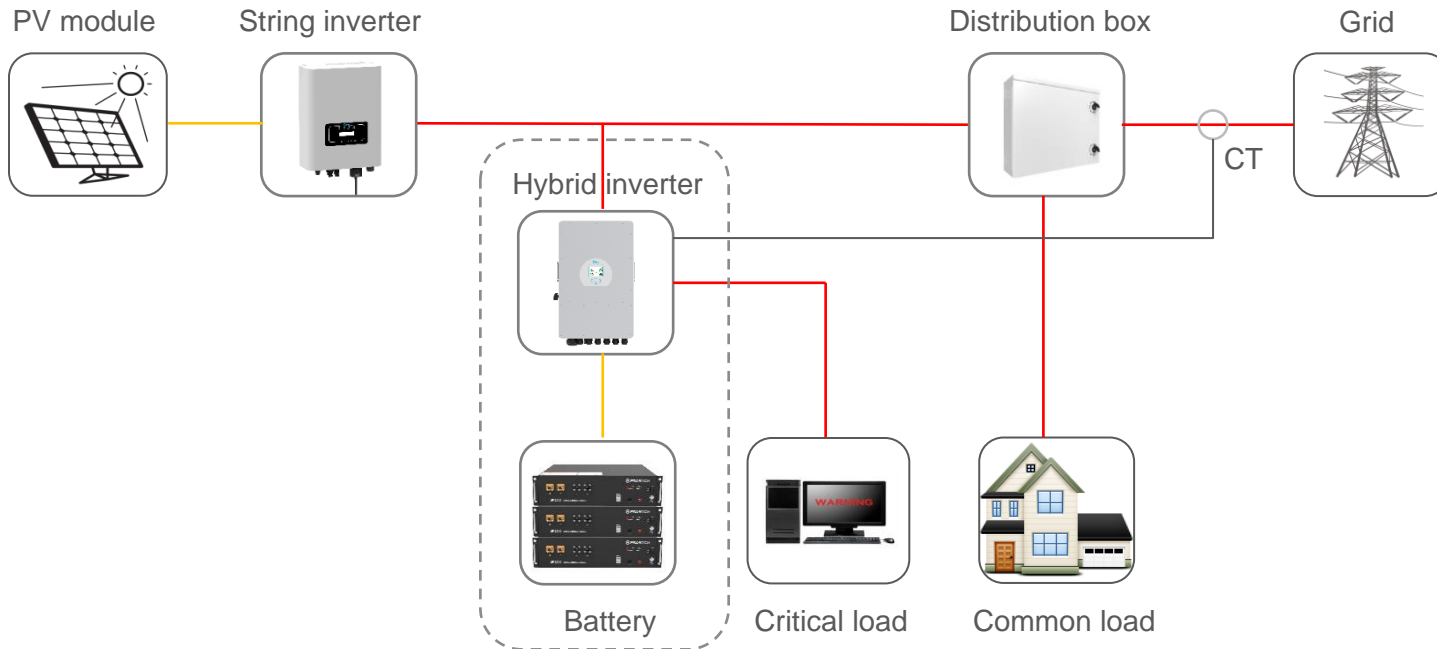 PV module
String inverter
Distribution box
Grid
CT
Hybrid inverter
WARNING
Battery
Critical load
Common load